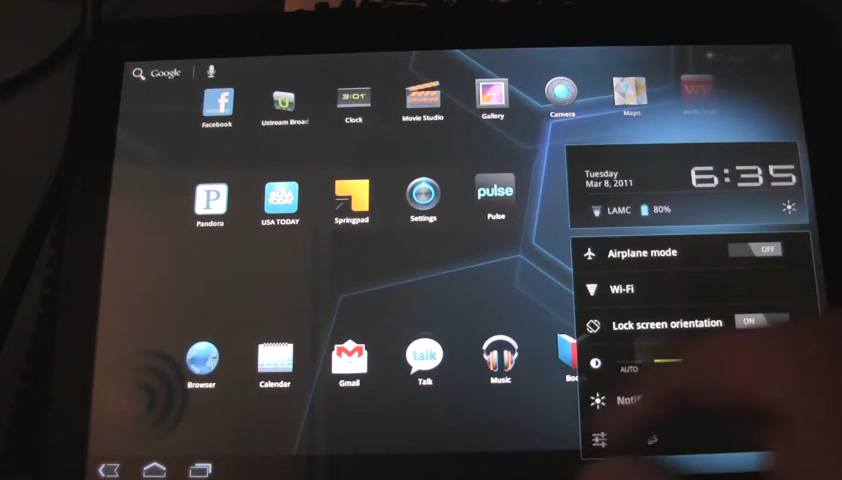 Google
Facebook
Ustream Broad
Clock
3:01
Movie Studio
Gallery
Camera
Maps
Pandora
USA TODAY
USA TODAY
Springpad
Settings
pulse
Pulse
Tuesday
Mar 8, 2011
6:35
LAMC 80%
Airplane mode OFF
Wi-Fi
Lock screen orientation ON
AUTO
Browser
Calendar
Gmail
talk
Talk
Music